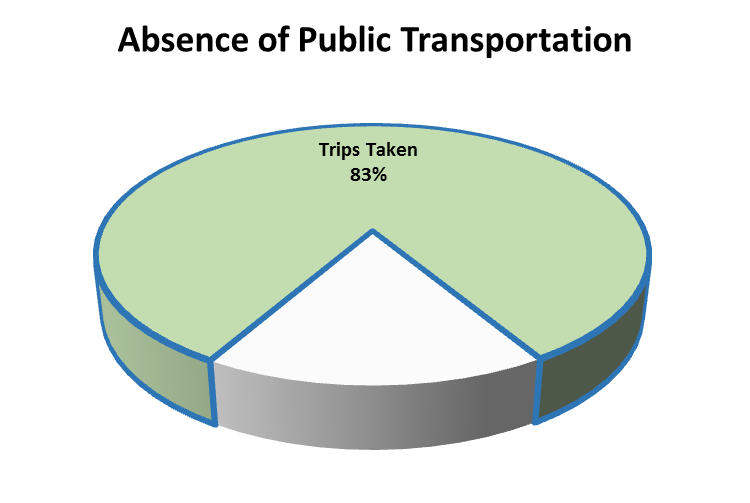 Absence of Public Transportation
Trips Taken
83%